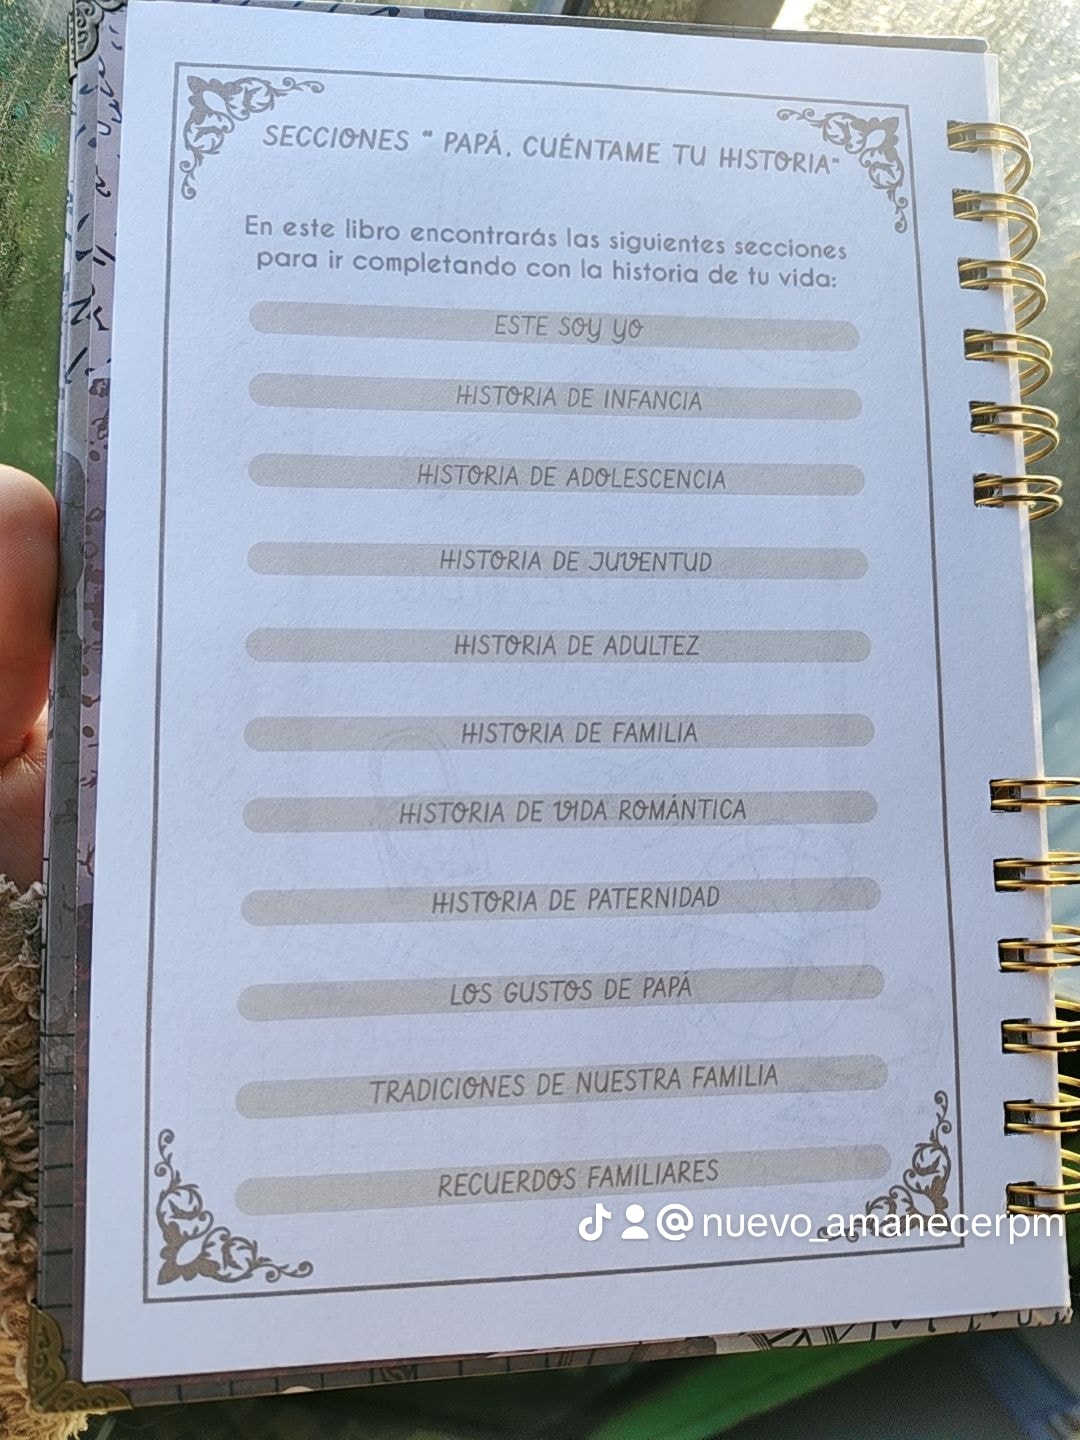 SECCIONES " PAPÁ, CUÉNTAME TU HISTORIA"
En este libro encontrarás las siguientes secciones
para ir completando con la historia de tu vida:
ESTE SOY YO
HISTORIA DE INFANCIA
HISTORIA DE ADOLESCENCIA
HISTORIA DE JUVENTUD
HISTORIA DE ADULTEZ
HISTORIA DE FAMILIA
HISTORIA DE VIDA ROMÁNTICA
HISTORIA DE PATERNIDAD
LOS GUSTOS DE PAPÁ
TRADICIONES DE NUESTRA FAMILIA
RECUERDOS FAMILIARES
@nuevo_amanecerpm